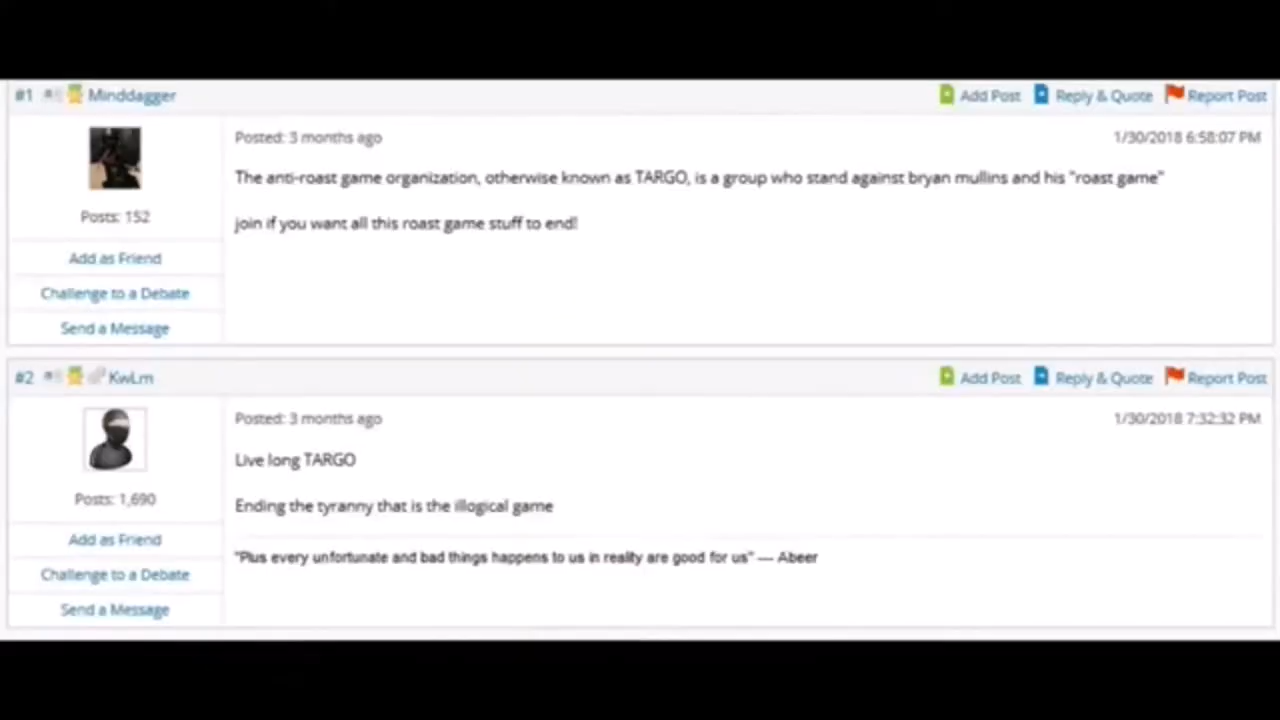 #1 Minddagger Add Post Reply & Quote Report Post
Posted: 3 months ago 1/30/2018 6:58:07 PM
The anti-roast game organization, otherwise known as TARGO, is a group who stand against bryan mullins and his "roast game"
join if you want all this roast game stuff to end!
Posts: 152
Add as Friend
Challenge to a Debate
Send a Message
#2 KwLm Add Post Reply & Quote Report Post
Posted: 3 months ago 1/30/2018 7:32:32 PM
Live long TARGO
Ending the tyranny that is the illogical game
Posts: 1,690
Add as Friend
"Plus every unfortunate and bad things happens to us in reality are good for us" — Abeer
Challenge to a Debate
Send a Message